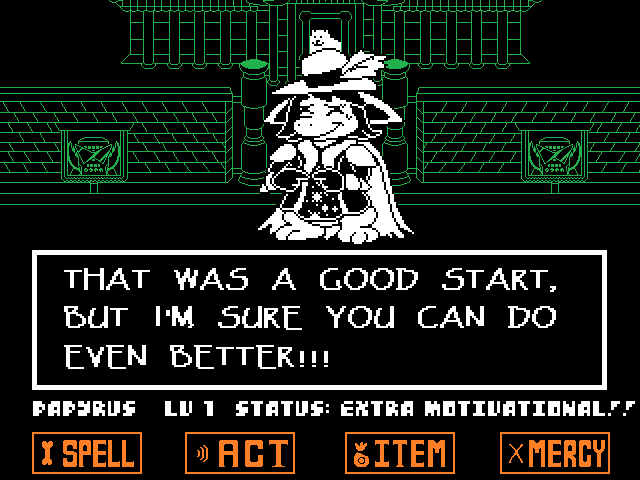 THAT WAS A GOOD START,
BUT I'M SURE YOU CAN DO
EVEN BETTER!!!
PAPYRUS LV 1 STATUS: EXTRA MOTIVATIONAL!!
SPELL ACT ITEM MERCY